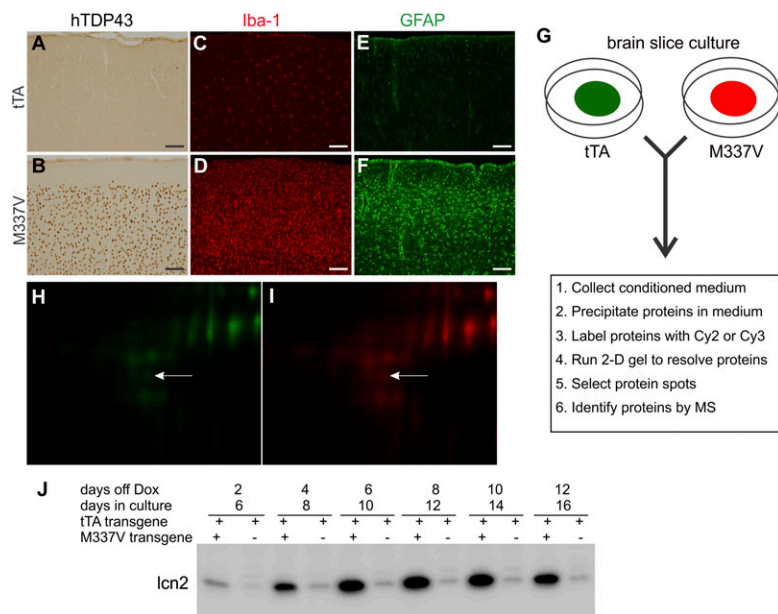 hTDP43 Iba-1 GFAP
A C E
tTA
B D F
M337V
G
brain slice culture
tTA M337V
1. Collect conditioned medium
2. Precipitate proteins in medium
3. Label proteins with Cy2 or Cy3
4. Run 2-D gel to resolve proteins
5. Select protein spots
6. Identify proteins by MS
H I
J
days off Dox 2 4 6 8 10 12
days in culture 6 8 10 12 14 16
tTA transgene + + + + + + + + + + + +
M337V transgene + - + - + - + - + - + -
lcn2